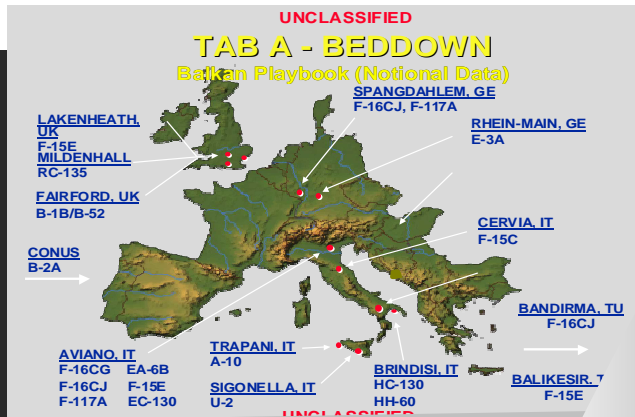 UNCLASSIFIED
TAB A - BEDDOWN
Balkan Playbook (Notional Data)
SPANGDAHLEM, GE
F-16CJ, F-117A
LAKENHEATH,
UK
F-15E
MILDENHALL
RC-135
RHEIN-MAIN, GE
E-3A
FAIRFORD, UK
B-1B/B-52
CERVIA, IT
F-15C
CONUS
B-2A
BANDIRMA, TU
F-16CJ
AVIANO, IT
F-16CG EA-6B
F-16CJ F-15E
F-117A EC-130
TRAPANI, IT
A-10
SIGONELLA, IT
U-2
BRINDISI, IT
HC-130
HH-60
BALIKESIR. T
F-15E
UNCLASSIFIED